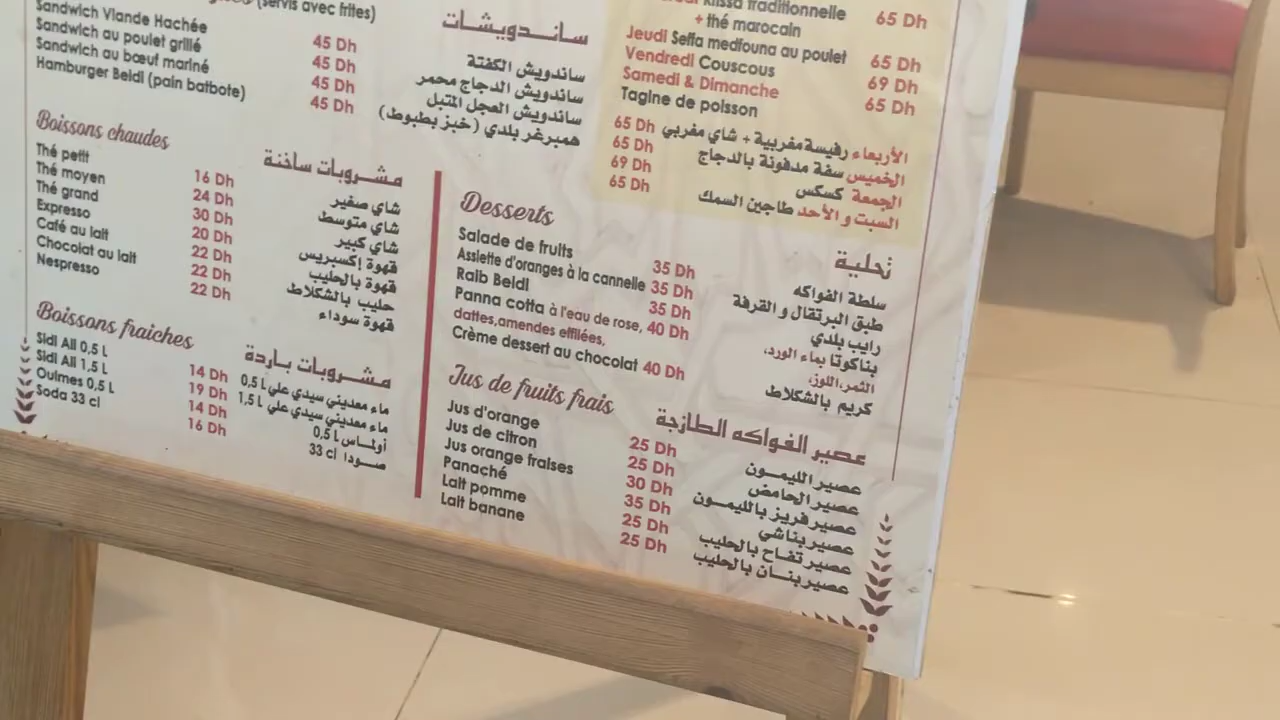 (servis avec frites)
Sandwich Viande Hachée 45 Dh
Sandwich au poulet grillé 45 Dh
Sandwich au bœuf mariné 45 Dh
Hamburger Beldi (pain batbote) 45 Dh
ساندويشات
ساندويش الكفتة
ساندويش الدجاج محمر
ساندويش العجل المتبل
همبرغر بلدي (خبز بطبوط)
Boissons chaudes
Thé petit 16 Dh
Thé moyen 24 Dh
Thé grand 30 Dh
Expresso 20 Dh
Café au lait 22 Dh
Chocolat au lait 22 Dh
Nespresso 22 Dh
مشروبات ساخنة
شاي صغير
شاي متوسط
شاي كبير
قهوة إكسبريس
قهوة بالحليب
حليب بالشكلاط
قهوة سوداء
Boissons fraiches
Sidi Ali 0,5 L 14 Dh
Sidi Ali 1,5 L 19 Dh
Oulmes 0,5 L 14 Dh
Soda 33 cl 16 Dh
مشروبات باردة
ماء معديني سيدي علي 0,5 L
ماء معديني سيدي علي 1,5 L
أولماس 0,5 L
صودا 33 cl
traditionnelle 65 Dh
+ thé marocain
Jeudi Seffa medfouna au poulet 65 Dh
Vendredi Couscous 69 Dh
Samedi & Dimanche 65 Dh
Tagine de poisson
الأربعاء رفيسة مغربية + شاي مغربي 65 Dh
الخميس سفة مدفونة بالدجاج 65 Dh
الجمعة كسكس 69 Dh
السبت و الأحد طاجين السمك 65 Dh
Desserts
Salade de fruits 35 Dh
Assiette d'oranges à la cannelle 35 Dh
Raib Beldi 35 Dh
Panna cotta à l'eau de rose, 40 Dh
dattes,amendes effilées,
Crème dessert au chocolat 40 Dh
تحلية
سلطة الفواكه
طبق البرتقال و القرفة
رايب بلدي
بناكوتا بماء الورد،
الثمر،اللوز،
كريم بالشكلاط
Jus de fruits frais
Jus d'orange 25 Dh
Jus de citron 25 Dh
Jus orange fraises 30 Dh
Panaché 35 Dh
Lait pomme 25 Dh
Lait banane 25 Dh
عصير الفواكه الطازجة
عصير الليمون
عصير الحامض
عصير فريز بالليمون
عصير بناشي
عصير تفاح بالحليب
عصير بنان بالحليب